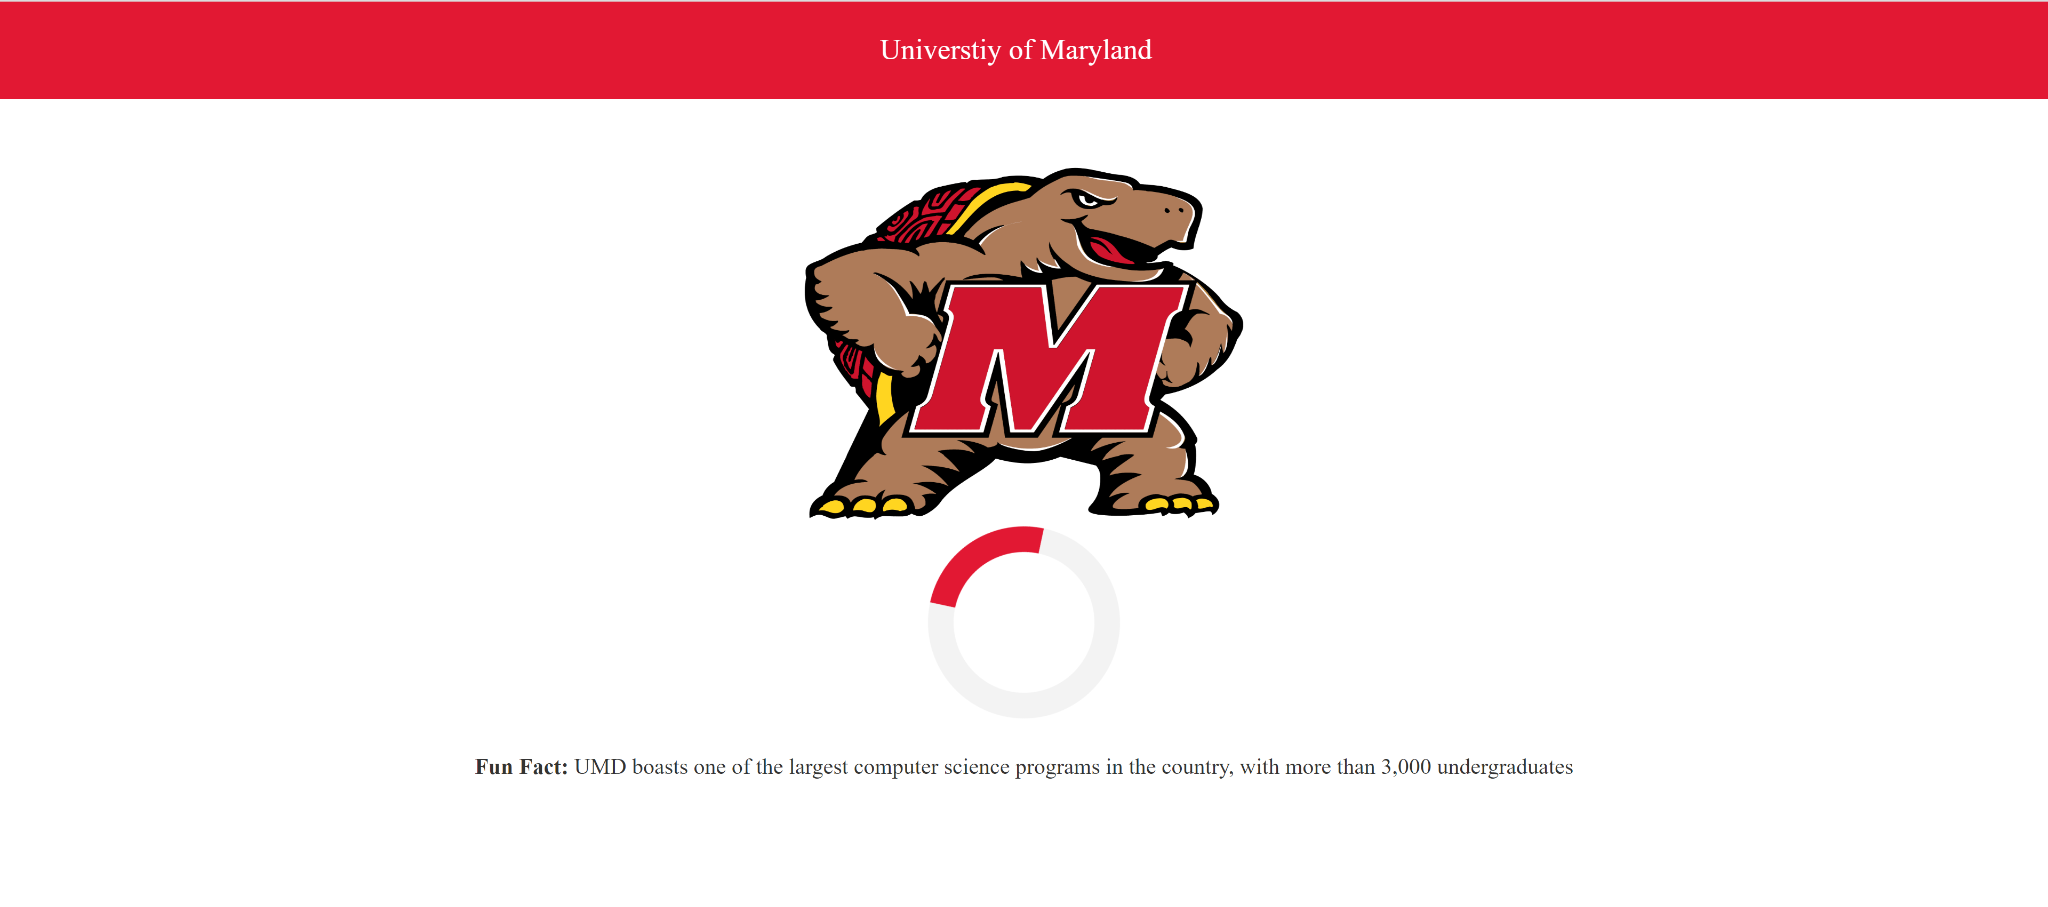 Universtiy of Maryland
M
Fun Fact: UMD boasts one of the largest computer science programs in the country, with more than 3,000 undergraduates